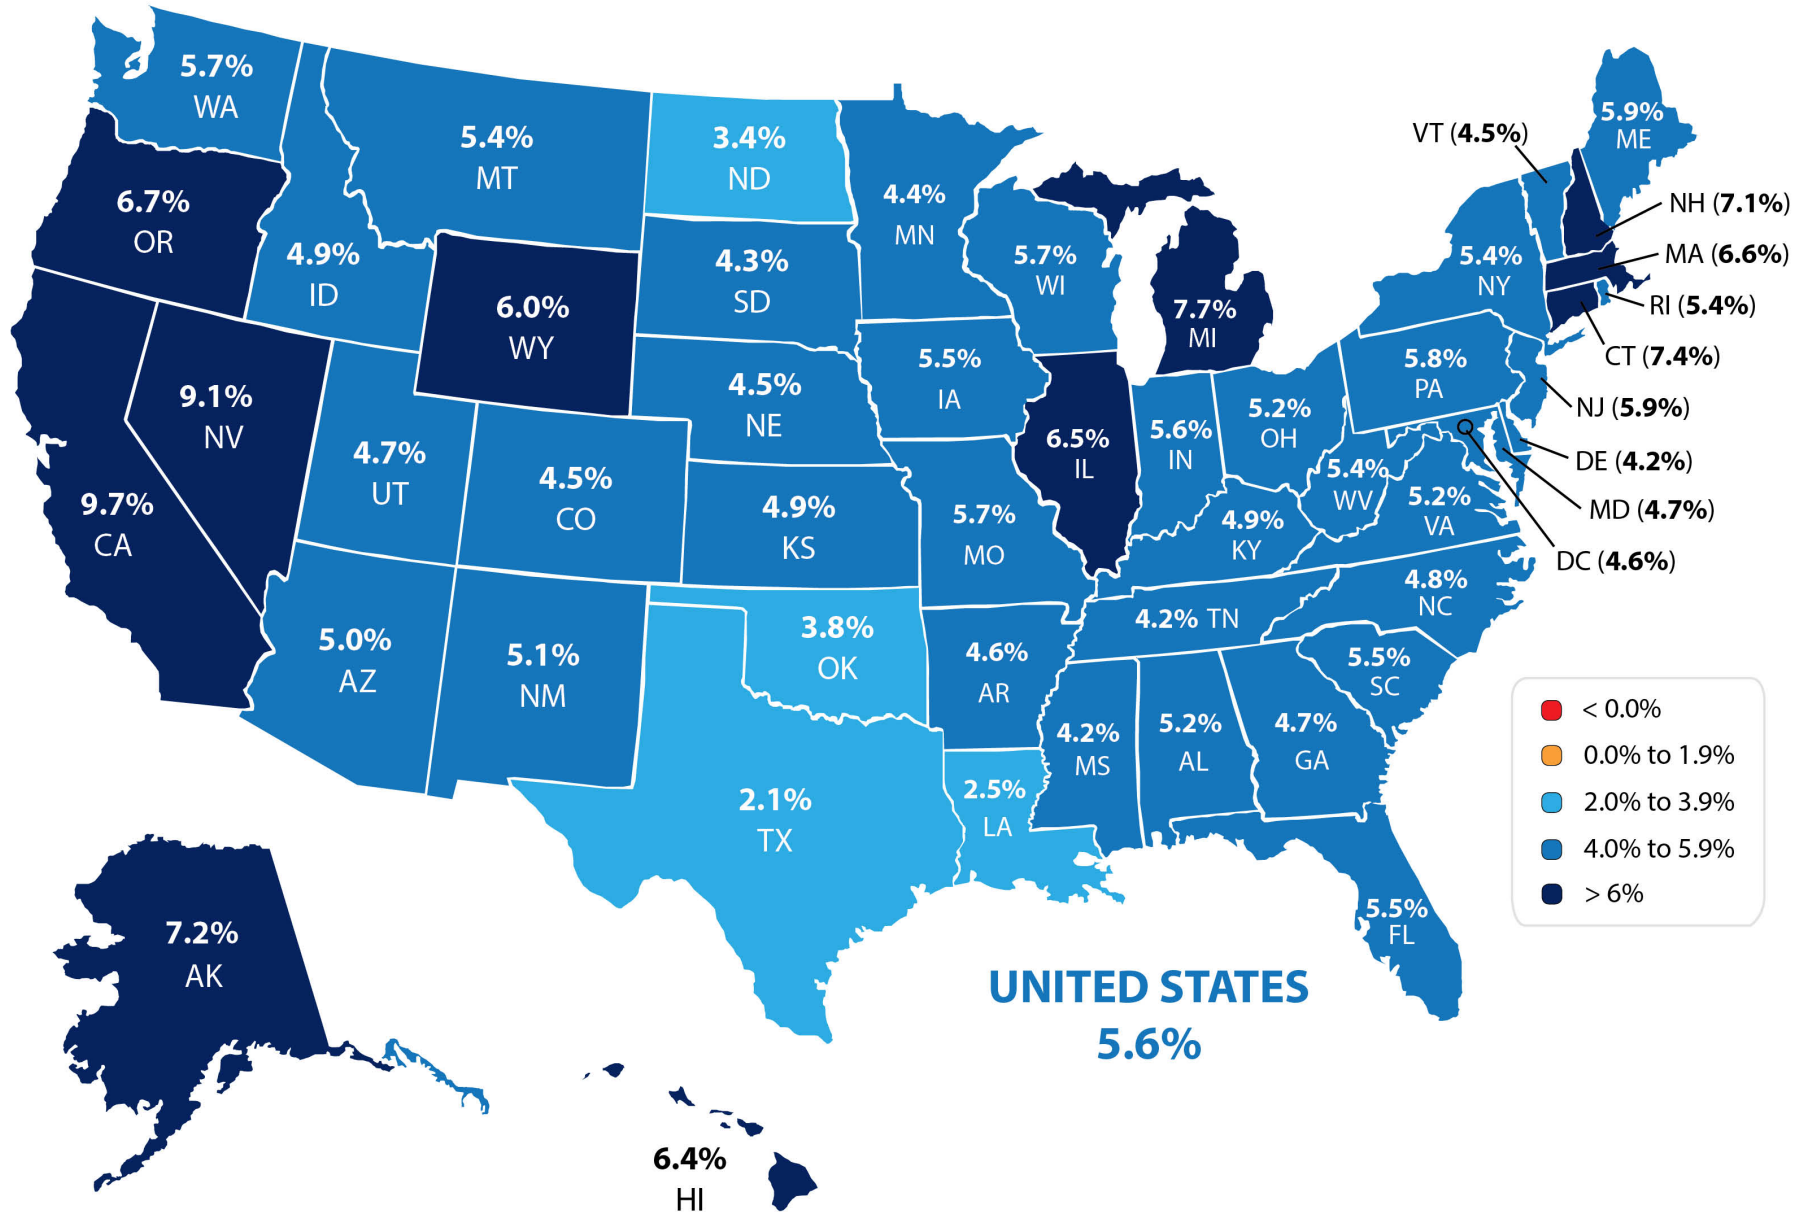 5.7%
WA
5.4%
MT
3.4%
ND
4.4%
MN
5.9%
ME
VT (4.5%)
6.7%
OR
4.9%
ID
6.0%
WY
4.3%
SD
5.7%
WI
7.7%
MI
5.4%
NY
NH (7.1%)
MA (6.6%)
RI (5.4%)
CT (7.4%)
9.1%
NV
4.7%
UT
4.5%
CO
4.5%
NE
5.5%
IA
6.5%
IL
5.6%
IN
5.2%
OH
5.8%
PA
NJ (5.9%)
DE (4.2%)
MD (4.7%)
DC (4.6%)
9.7%
CA
4.9%
KS
5.7%
MO
4.9%
KY
5.4%
WV
5.2%
VA
4.8%
NC
4.2% TN
5.0%
AZ
5.1%
NM
3.8%
OK
4.6%
AR
5.5%
SC
4.2%
MS
5.2%
AL
4.7%
GA
2.1%
TX
2.5%
LA
5.5%
FL
< 0.0%
0.0% to 1.9%
2.0% to 3.9%
4.0% to 5.9%
> 6%
7.2%
AK
UNITED STATES
5.6%
6.4%
HI